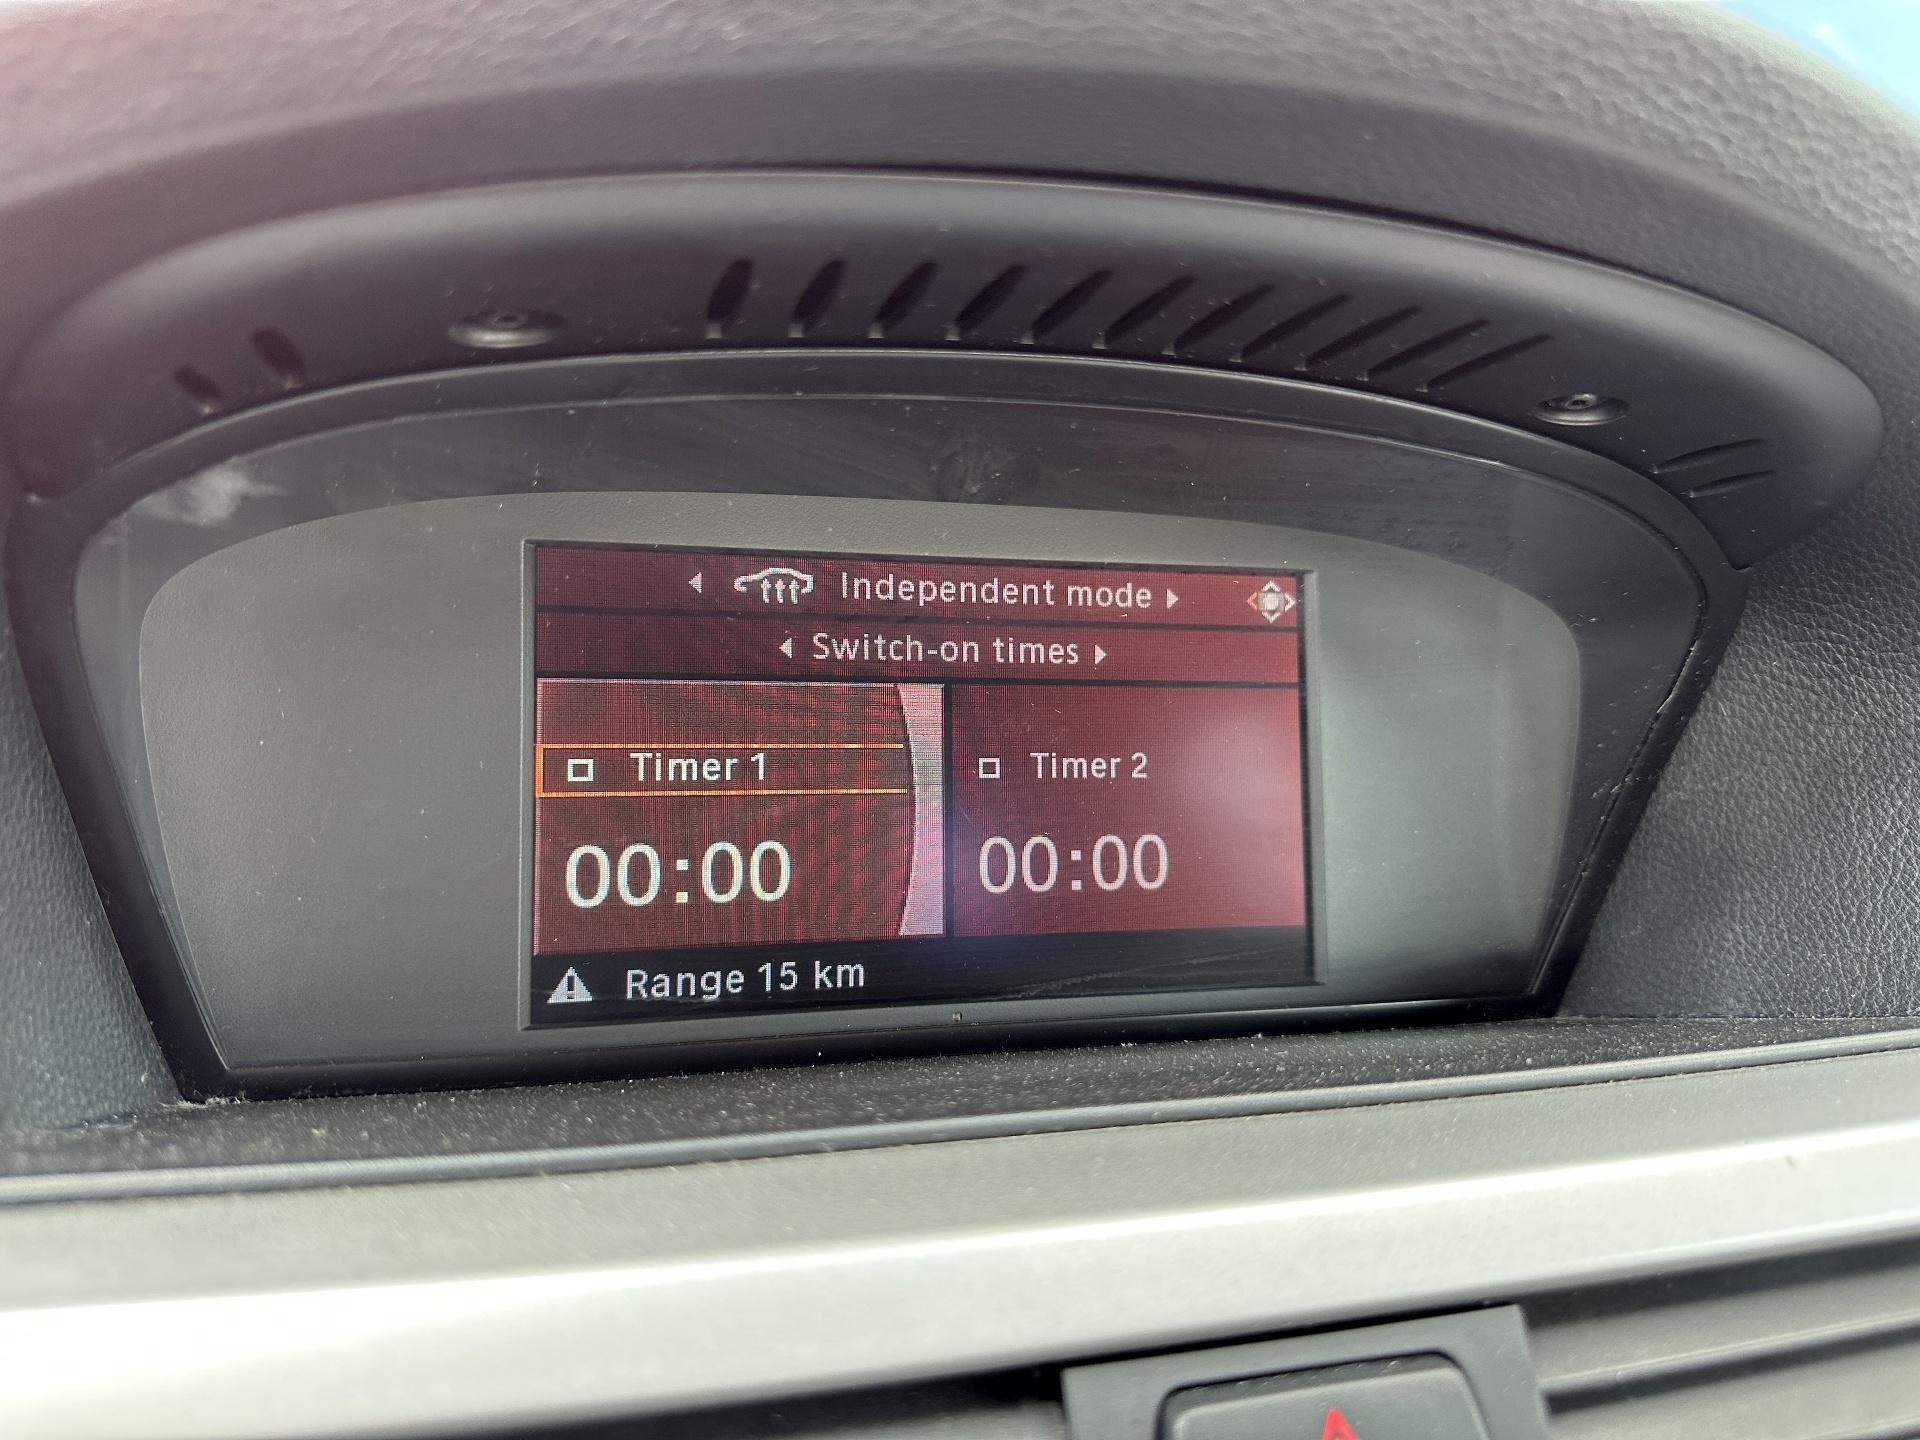 Independent mode
Switch-on times
Timer 1 Timer 2
00:00 00:00
Range 15 km